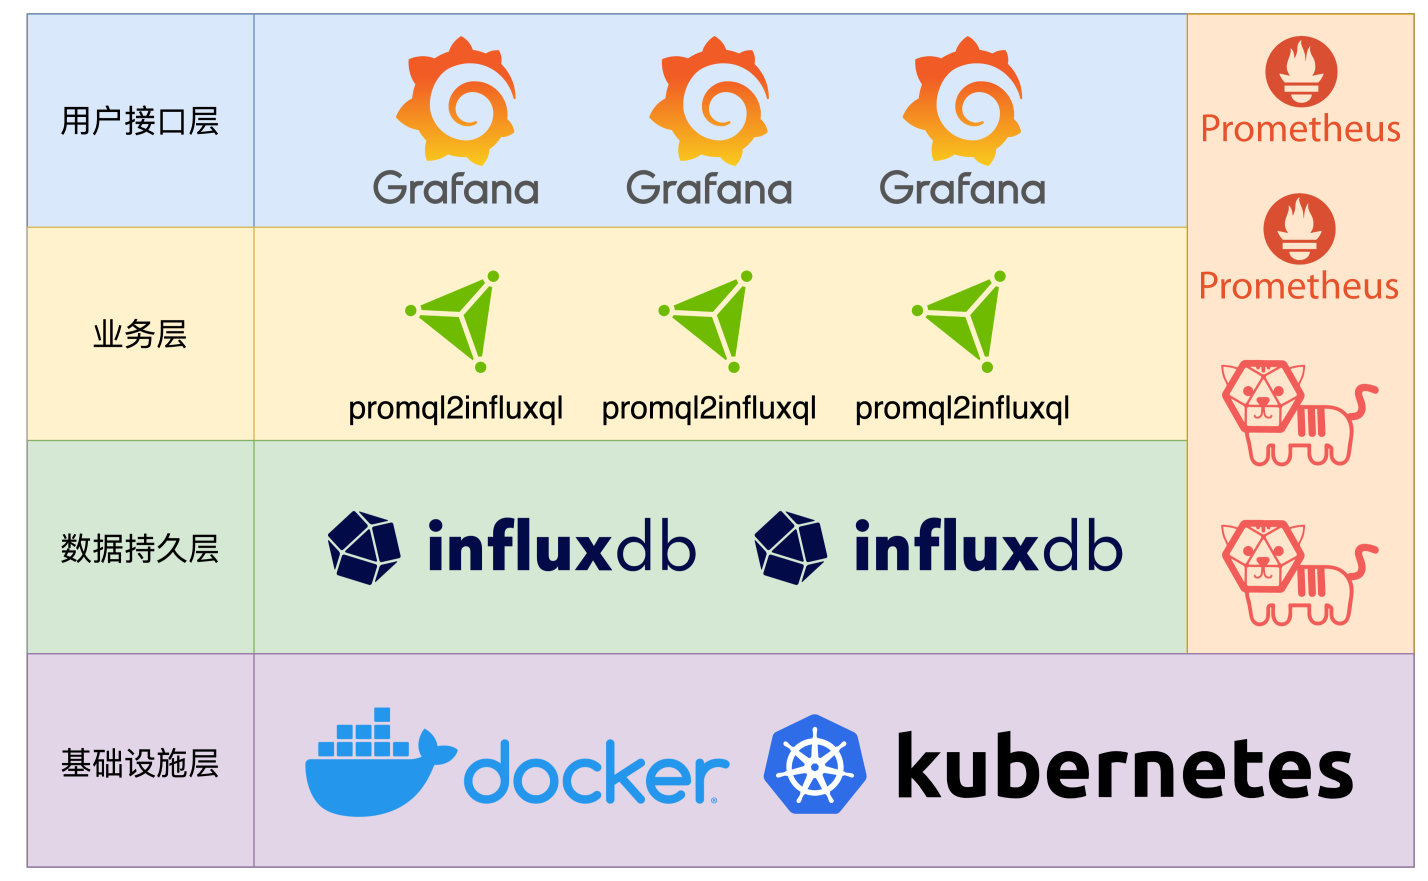 用户接口层
Grafana Grafana Grafana
Prometheus
Prometheus
业务层
promql2influxql promql2influxql promql2influxql
数据持久层
influxdb influxdb
基础设施层
docker® kubernetes